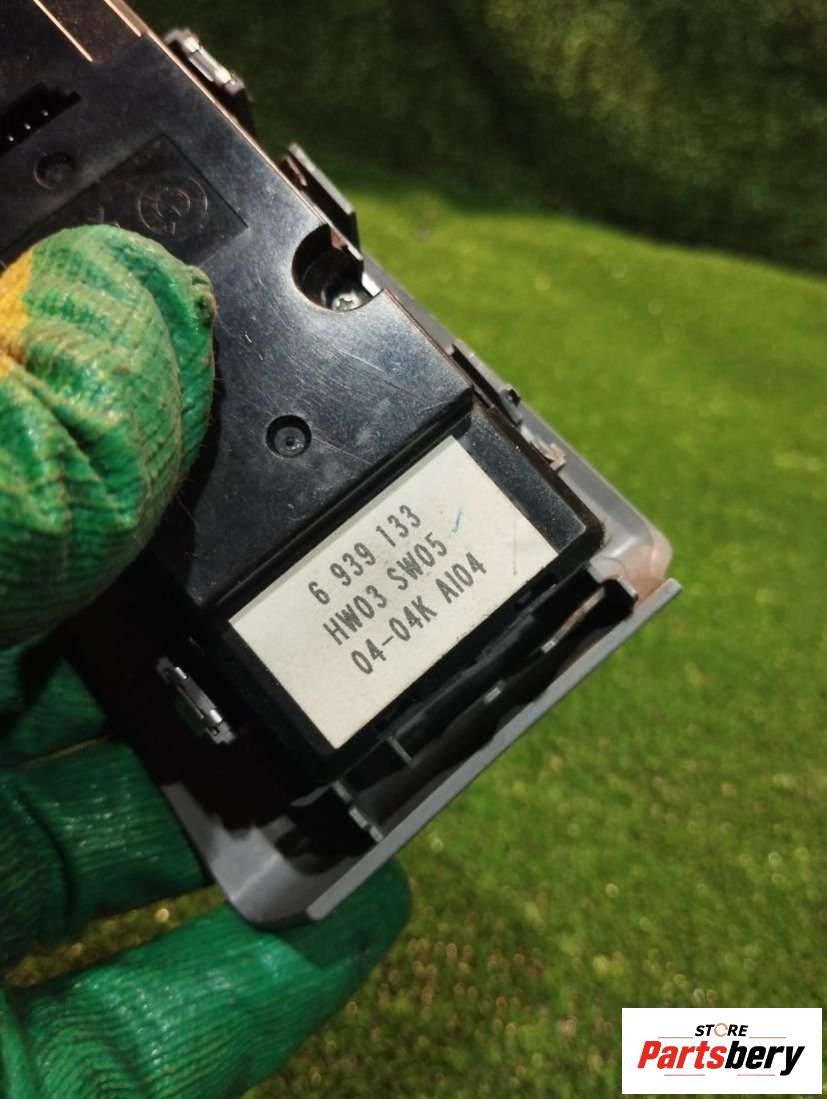 6 939 133
HW03 SW05
04-04K AI04
STORE
Partsbery